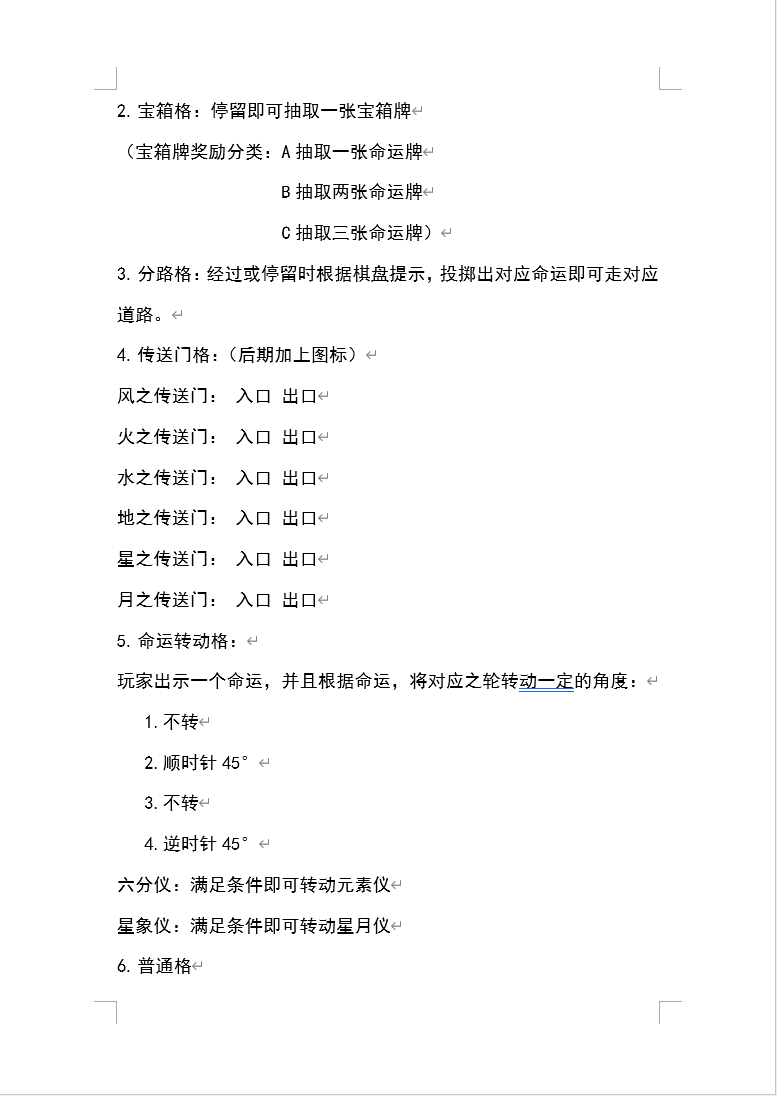 2. 宝箱格：停留即可抽取一张宝箱牌
（宝箱牌奖励分类：A 抽取一张命运牌
B 抽取两张命运牌
C 抽取三张命运牌）
3. 分路格：经过或停留时根据棋盘提示，投掷出对应命运即可走对应
道路。
4. 传送门格：（后期加上图标）
风之传送门： 入口 出口
火之传送门： 入口 出口
水之传送门： 入口 出口
地之传送门： 入口 出口
星之传送门： 入口 出口
月之传送门： 入口 出口
5. 命运转动格：
玩家出示一个命运，并且根据命运，将对应之轮转动一定的角度：
1. 不转
2. 顺时针 45°
3. 不转
4. 逆时针 45°
六分仪：满足条件即可转动元素仪
星象仪：满足条件即可转动星月仪
6. 普通格